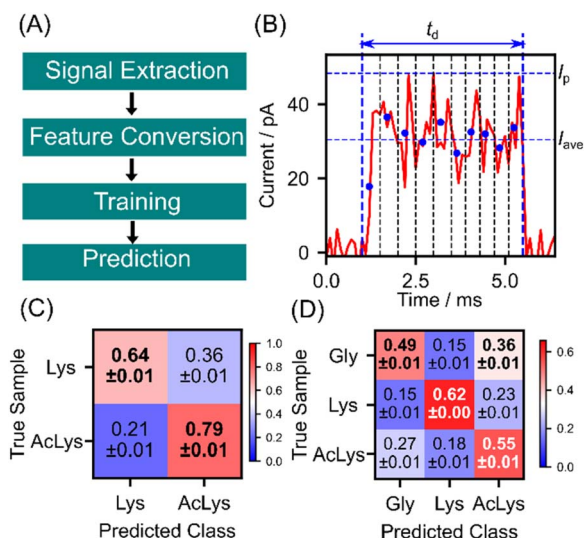 (A)
Signal Extraction
Feature Conversion
Training
Prediction
(B)
t_d
I_p
I_ave
Current / pA
40
20
0
0.0 2.5 5.0
Time / ms
(C)
True Sample
Lys
AcLys
0.64 ±0.01
0.36 ±0.01
0.21 ±0.01
0.79 ±0.01
Lys AcLys
Predicted Class
1.0
0.8
0.6
0.4
0.2
0.0
(D)
True Sample
Gly
Lys
AcLys
0.49 ±0.01
0.15 ±0.01
0.36 ±0.01
0.15 ±0.01
0.62 ±0.00
0.23 ±0.01
0.27 ±0.01
0.18 ±0.01
0.55 ±0.01
Gly Lys AcLys
Predicted Class
0.6
0.4
0.2
0.0